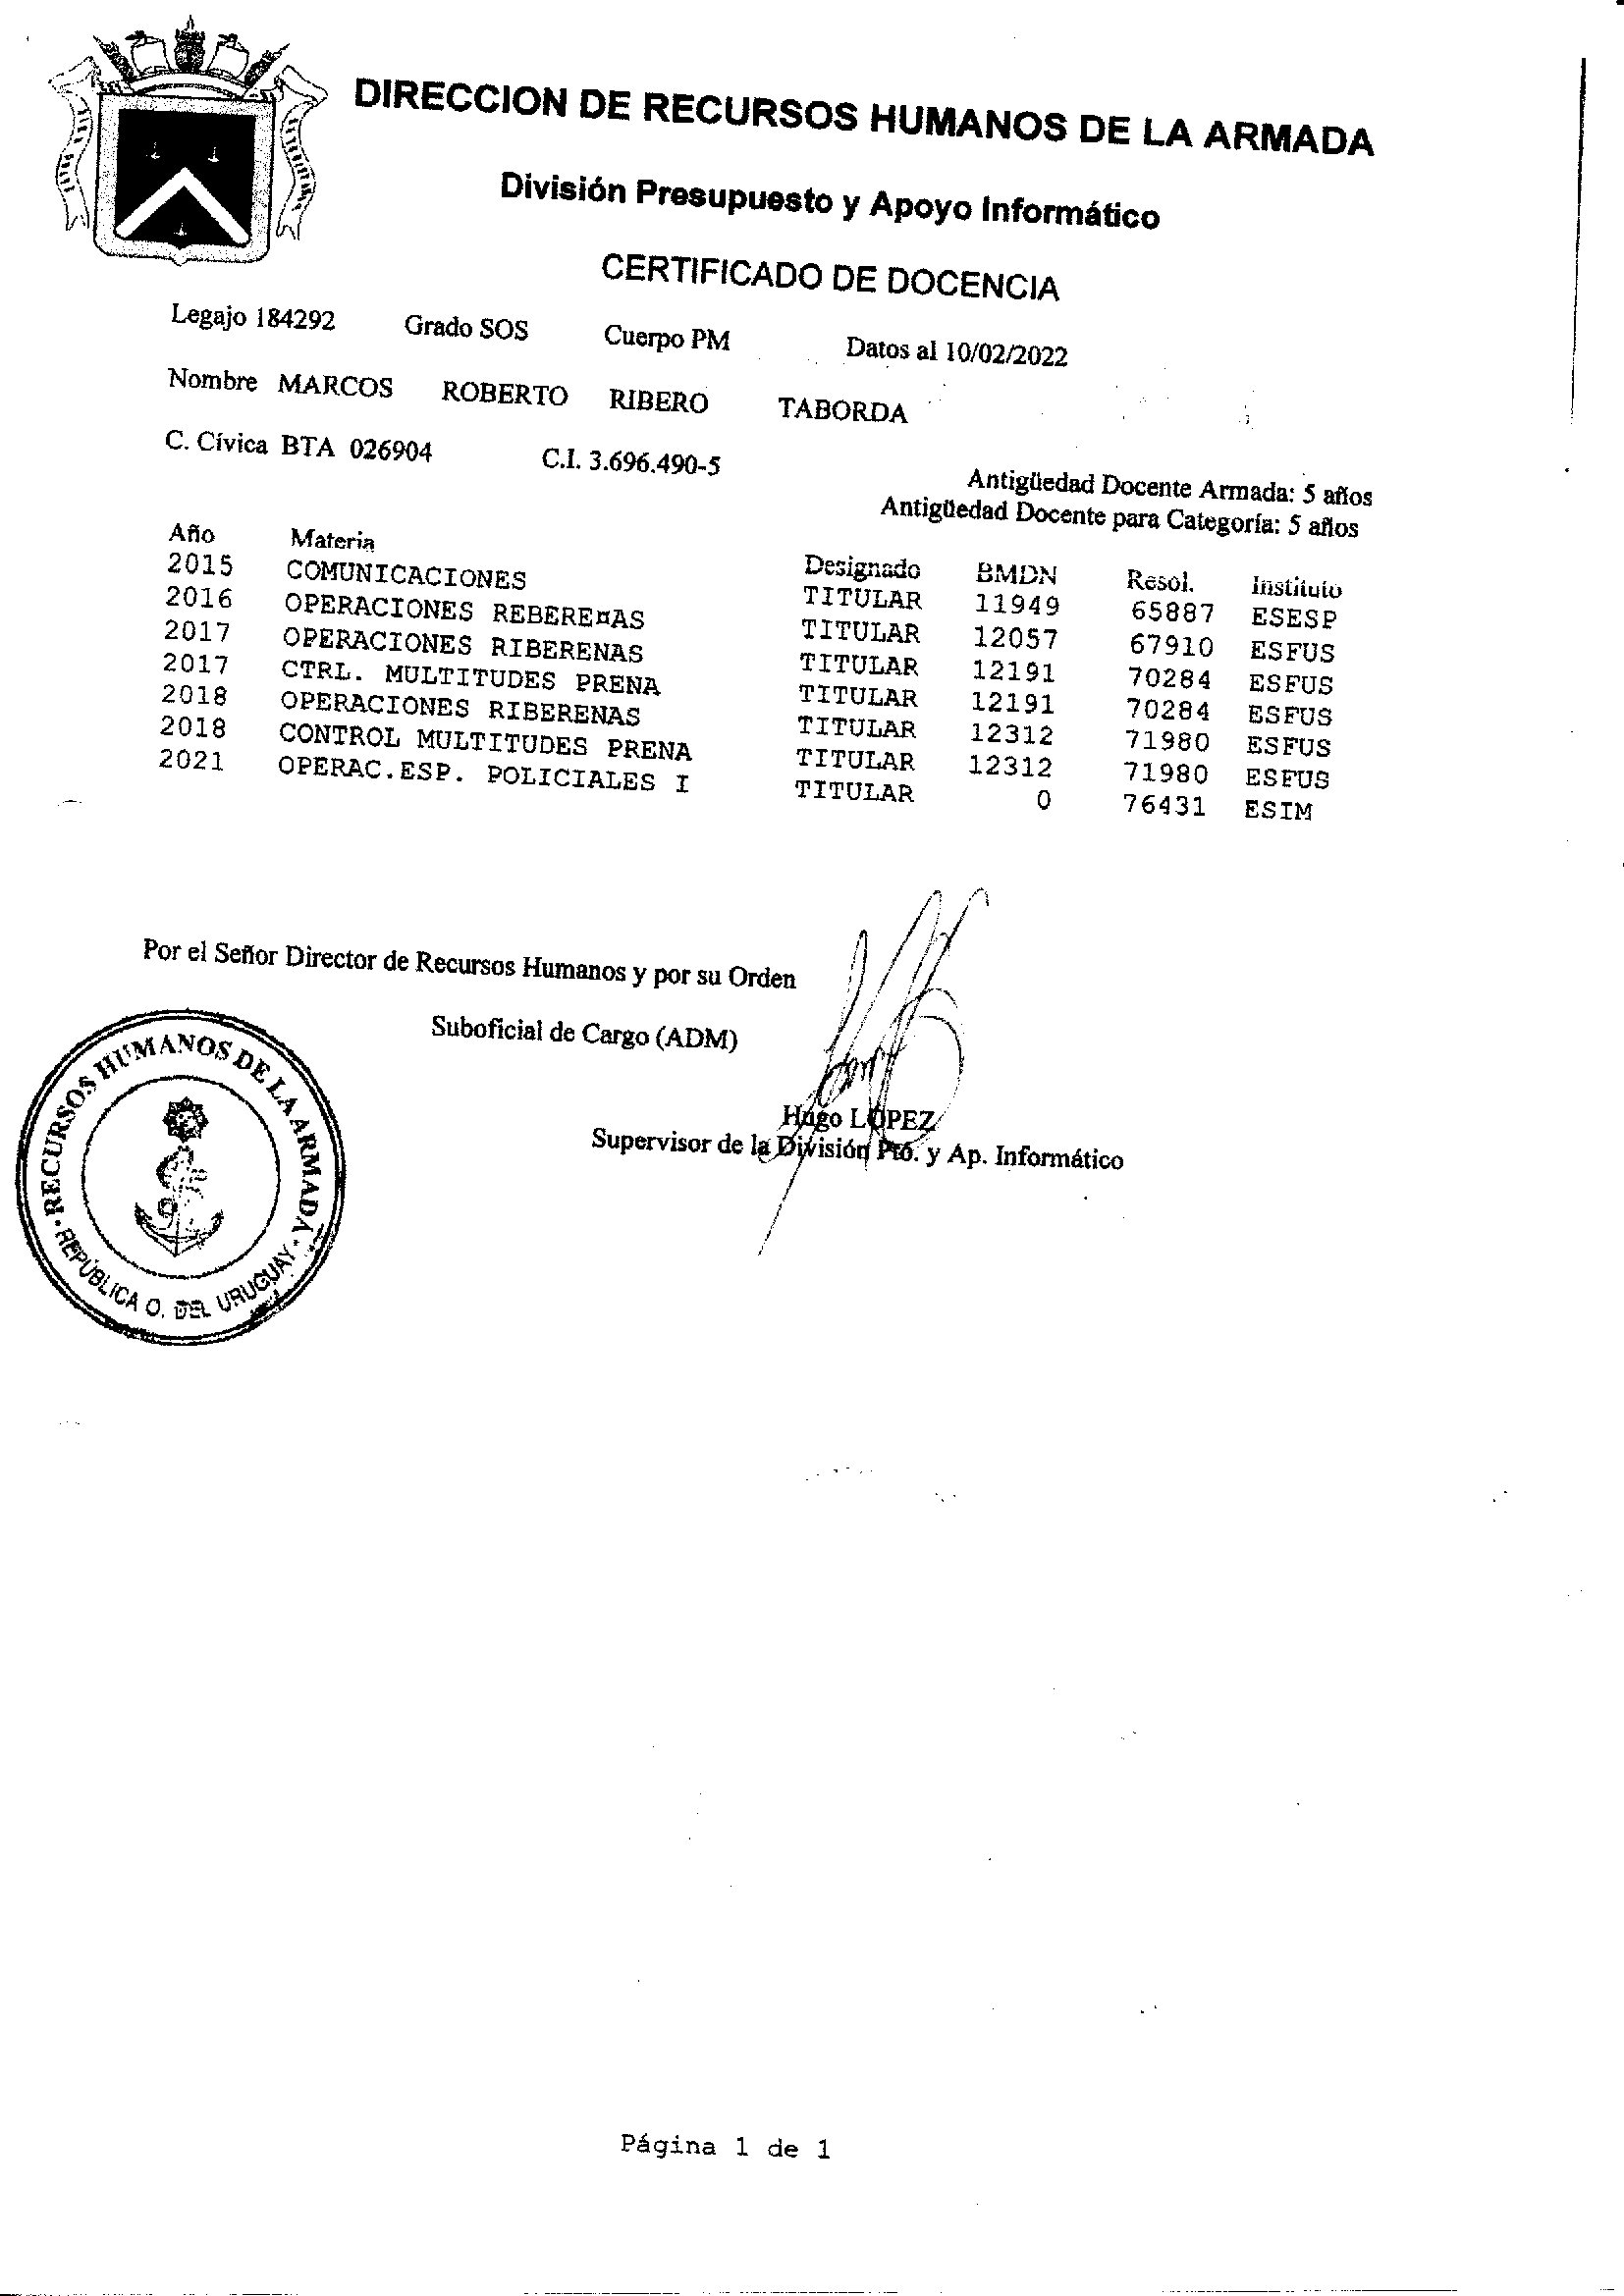 DIRECCION DE RECURSOS HUMANOS DE LA ARMADA
División Presupuesto y Apoyo Informático
CERTIFICADO DE DOCENCIA
Legajo 184292 Grado SOS Cuerpo PM Datos al 10/02/2022
Nombre MARCOS ROBERTO RIBERO TABORDA
C. Cívica BTA 026904 C.I. 3.696.490-5
Antigüedad Docente Armada: 5 años
Antigüedad Docente para Categoría: 5 años
Año Materia Designado BMDN Resol. Instituto
2015 COMUNICACIONES TITULAR 11949 65887 ESESP
2016 OPERACIONES REBERE¤AS TITULAR 12057 67910 ESFUS
2017 OPERACIONES RIBERENAS TITULAR 12191 70284 ESFUS
2017 CTRL. MULTITUDES PRENA TITULAR 12191 70284 ESFUS
2018 OPERACIONES RIBERENAS TITULAR 12312 71980 ESFUS
2018 CONTROL MULTITUDES PRENA TITULAR 12312 71980 ESFUS
2021 OPERAC.ESP. POLICIALES I TITULAR 0 76431 ESIM
Por el Señor Director de Recursos Humanos y por su Orden
Suboficial de Cargo (ADM)
Hugo LÓPEZ
Supervisor de la División Pto. y Ap. Informático
RECURSOS HUMANOS DE LA ARMADA
REPÚBLICA O. DEL URUGUAY
Página 1 de 1